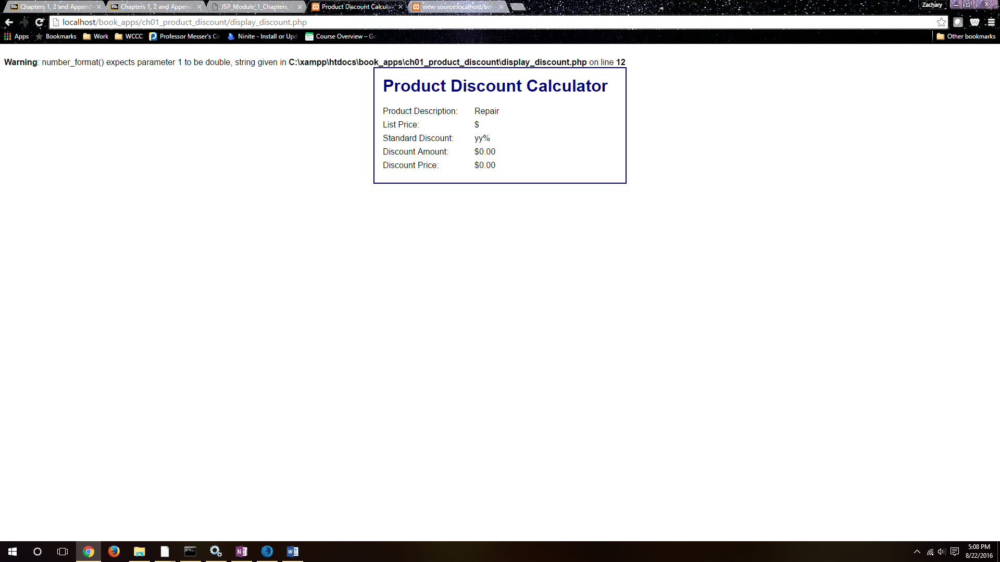 Chapters 1, 2 and Append
Chapters 1, 2 and Append
JSP_Module_1_Chapters_
Product Discount Calcula
view-source:localhost/bo
Zachary
localhost/book_apps/ch01_product_discount/display_discount.php
Apps
Bookmarks
Work
WCCC
Professor Messer's Co
Ninite - Install or Upd
Course Overview – Go
Other bookmarks
Warning: number_format() expects parameter 1 to be double, string given in C:\xampp\htdocs\book_apps\ch01_product_discount\display_discount.php on line 12
Product Discount Calculator
Product Description: Repair
List Price: $
Standard Discount: yy%
Discount Amount: $0.00
Discount Price: $0.00
5:08 PM
8/22/2016